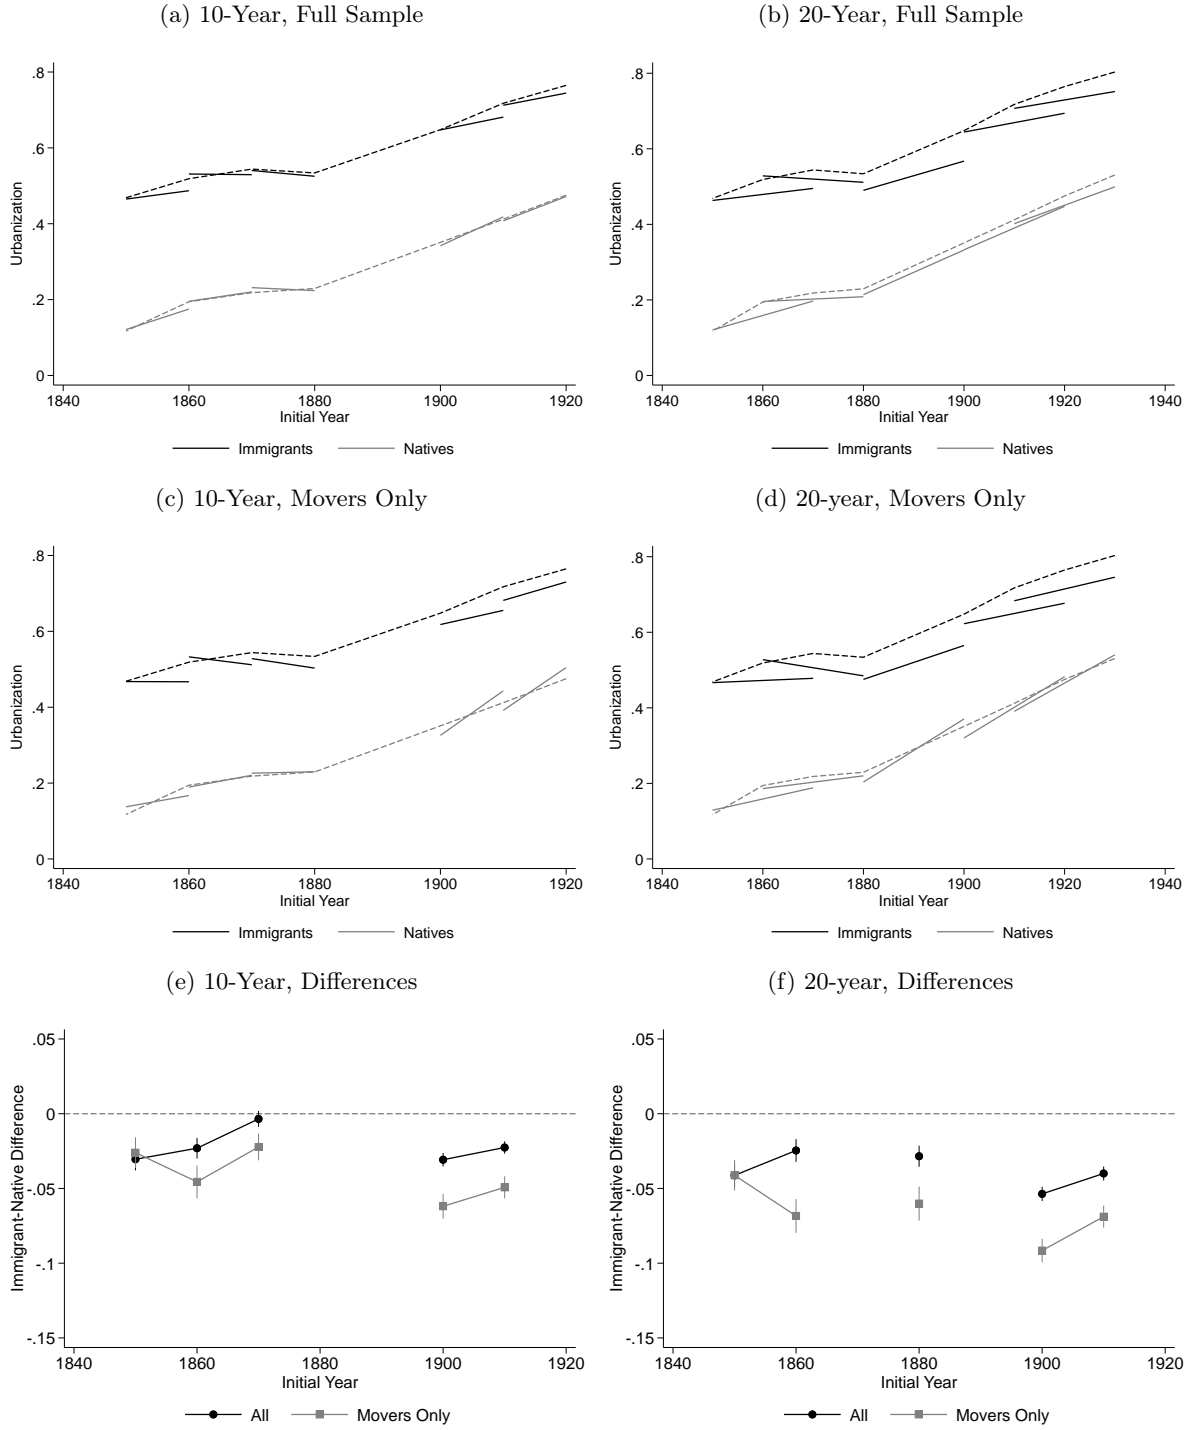 (a) 10-Year, Full Sample
Urbanization
.8
.6
.4
.2
0
1840 1860 1880 1900 1920
Initial Year
Immigrants Natives
(b) 20-Year, Full Sample
Urbanization
.8
.6
.4
.2
0
1840 1860 1880 1900 1920 1940
Initial Year
Immigrants Natives
(c) 10-Year, Movers Only
Urbanization
.8
.6
.4
.2
0
1840 1860 1880 1900 1920
Initial Year
Immigrants Natives
(d) 20-year, Movers Only
Urbanization
.8
.6
.4
.2
0
1840 1860 1880 1900 1920 1940
Initial Year
Immigrants Natives
(e) 10-Year, Differences
Immigrant-Native Difference
.05
0
-.05
-.1
-.15
1840 1860 1880 1900 1920
Initial Year
All Movers Only
(f) 20-year, Differences
Immigrant-Native Difference
.05
0
-.05
-.1
-.15
1840 1860 1880 1900 1920
Initial Year
All Movers Only